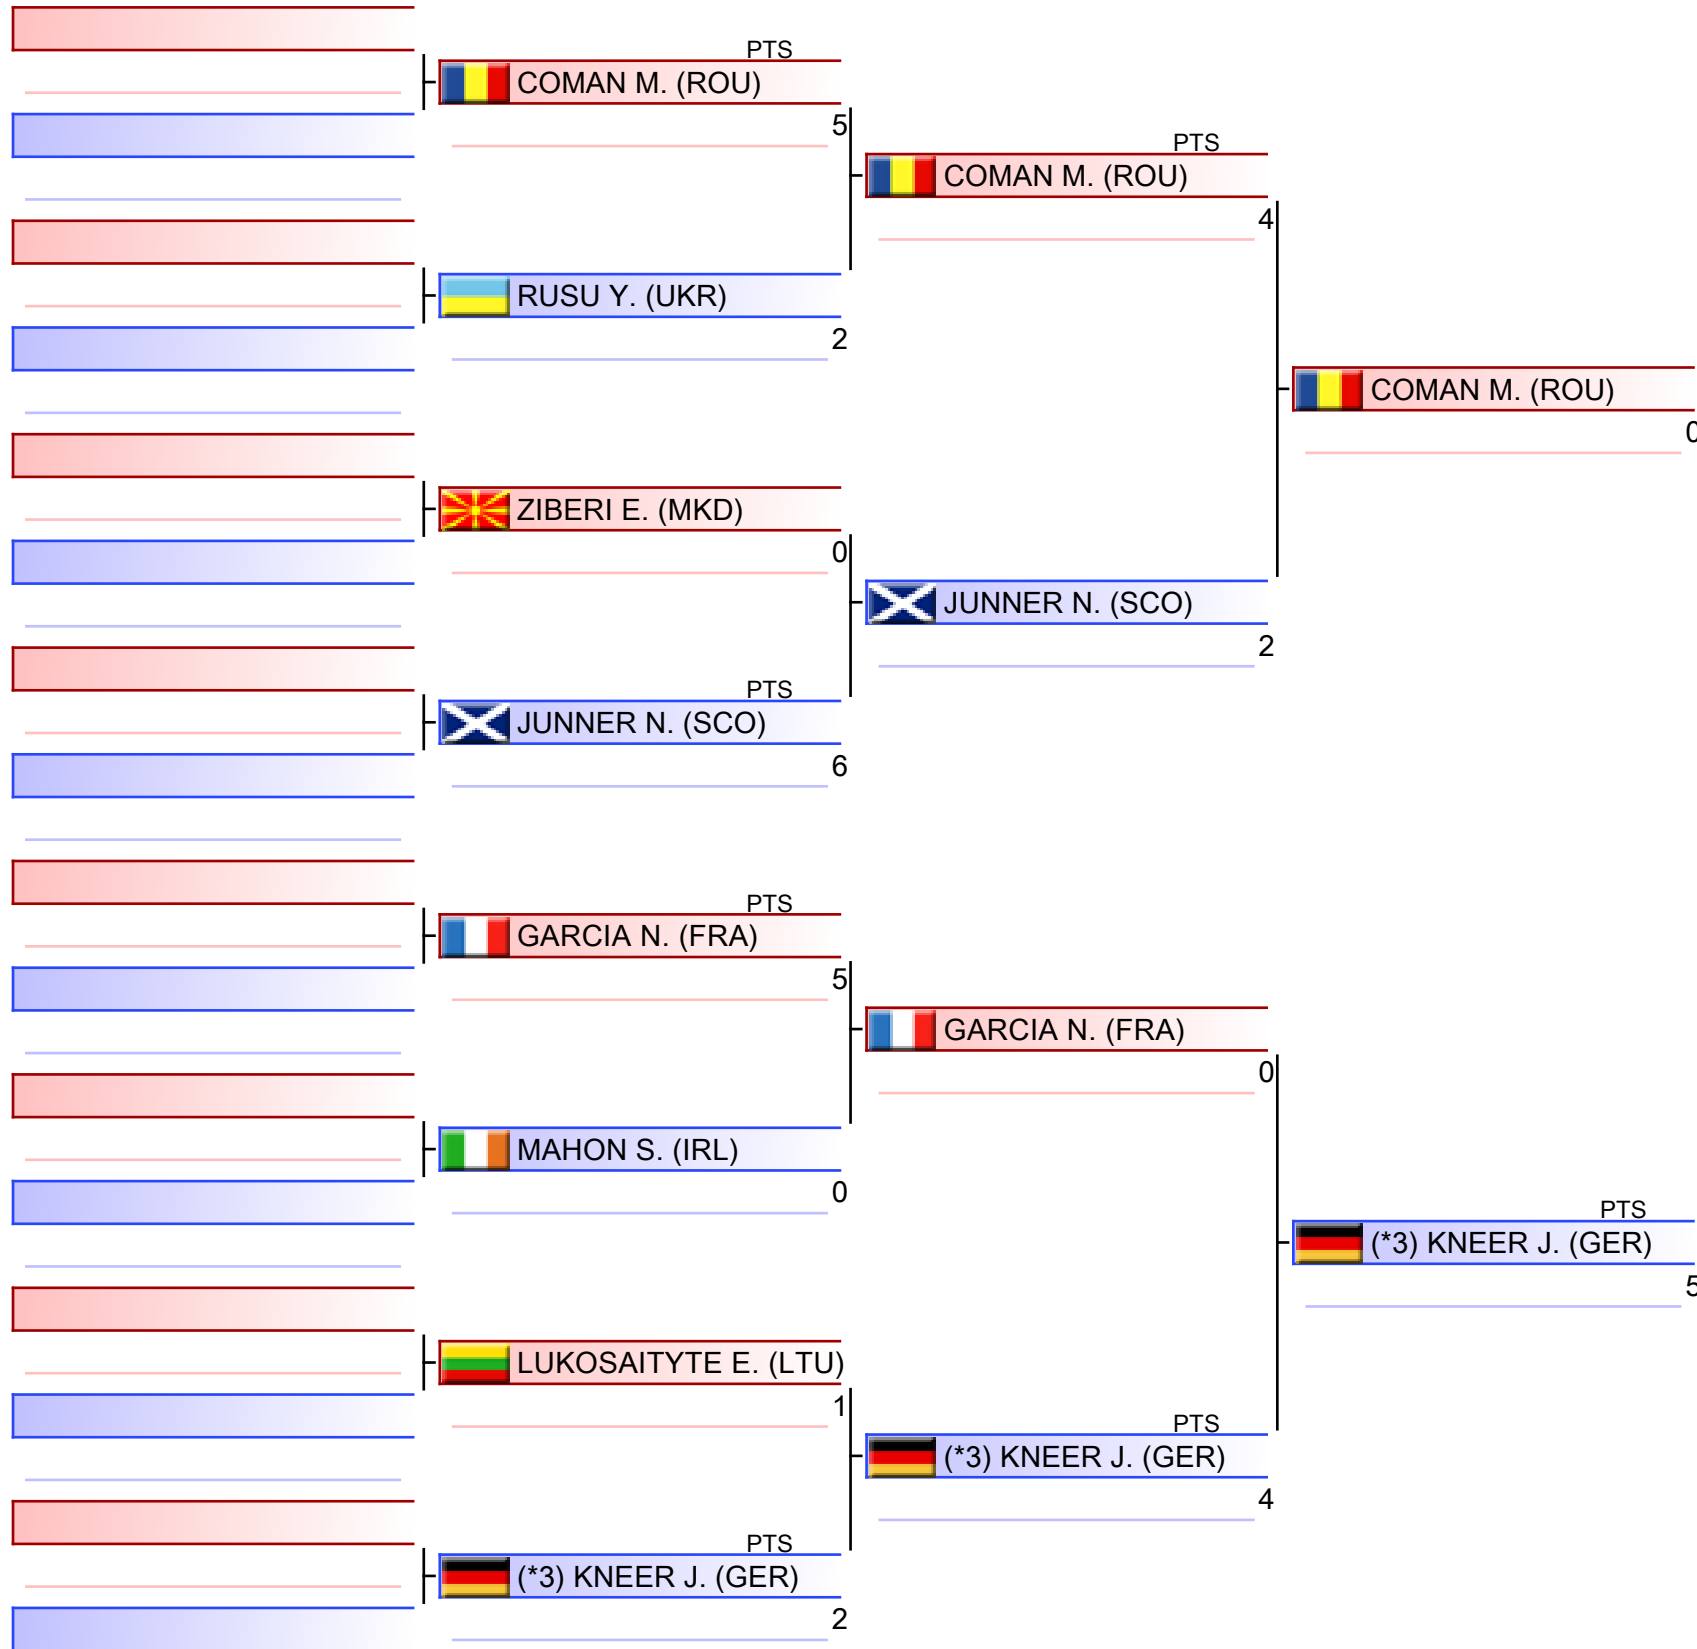 PTS
COMAN M. (ROU)
5
RUSU Y. (UKR)
2
ZIBERI E. (MKD)
0
PTS
JUNNER N. (SCO)
6
PTS
GARCIA N. (FRA)
5
MAHON S. (IRL)
0
LUKOSAITYTE E. (LTU)
1
PTS
(*3) KNEER J. (GER)
2
PTS
COMAN M. (ROU)
4
JUNNER N. (SCO)
2
GARCIA N. (FRA)
0
PTS
(*3) KNEER J. (GER)
4
COMAN M. (ROU)
0
PTS
(*3) KNEER J. (GER)
5